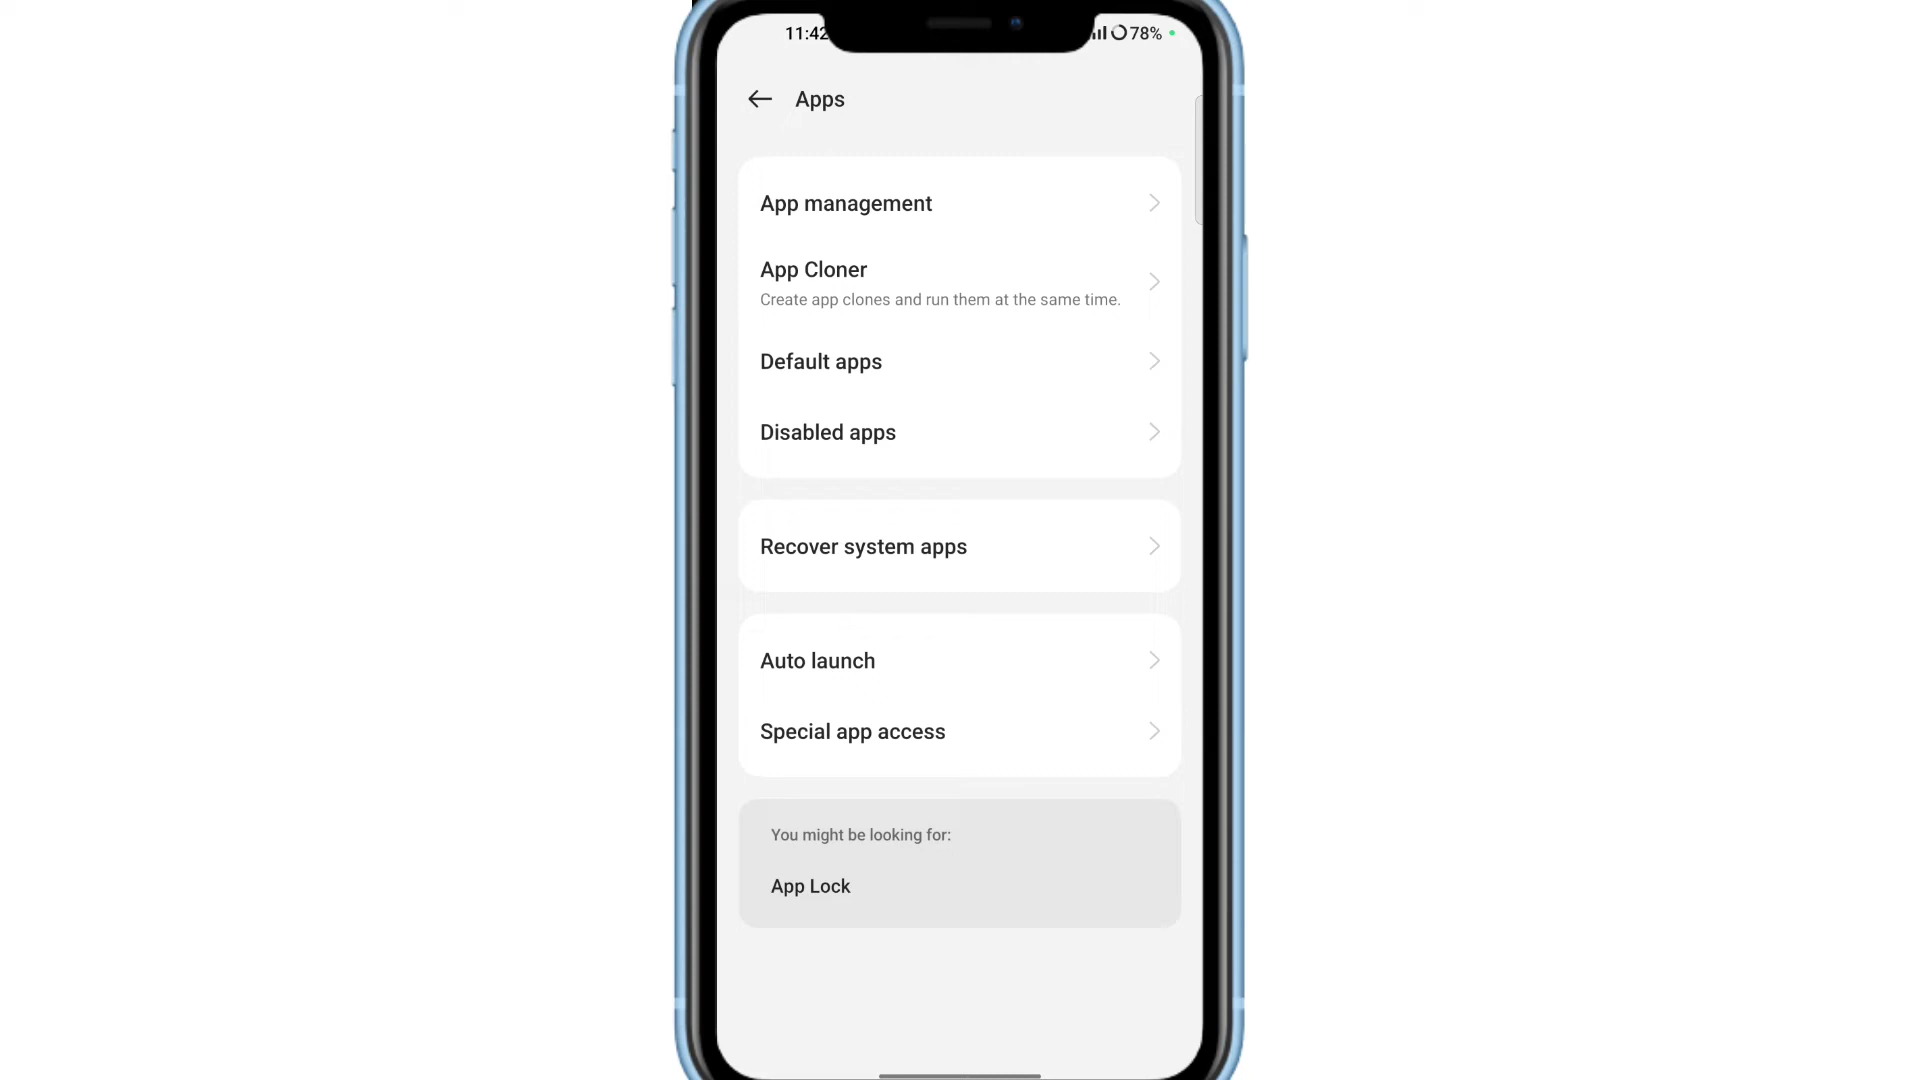 11:42
78%
Apps
App management
App Cloner
Create app clones and run them at the same time.
Default apps
Disabled apps
Recover system apps
Auto launch
Special app access
You might be looking for:
App Lock